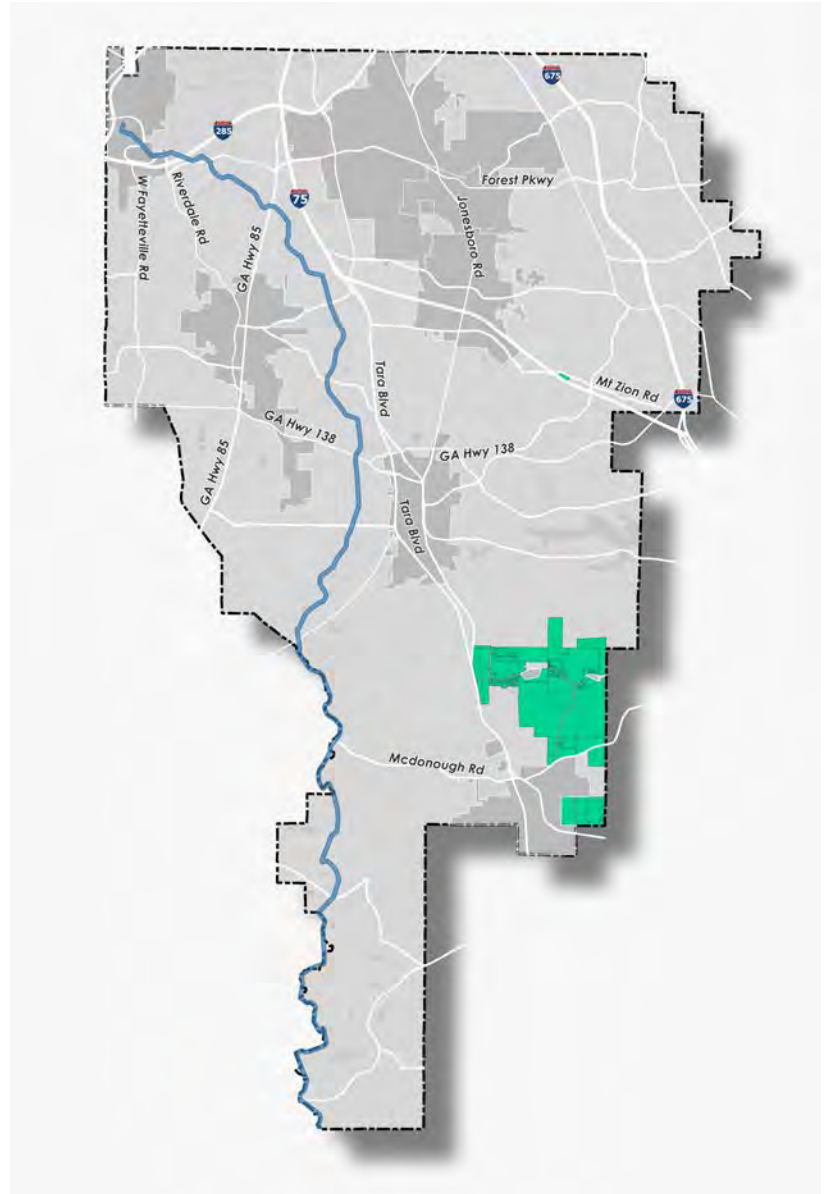 675
285
Forest Pkwy
W Fayetteville Rd
Riverdale Rd
75
Jonesboro Rd
GA Hwy 85
Tara Blvd
Mt Zion Rd
675
GA Hwy 138
GA Hwy 138
GA Hwy 85
Tara Blvd
Mcdonough Rd